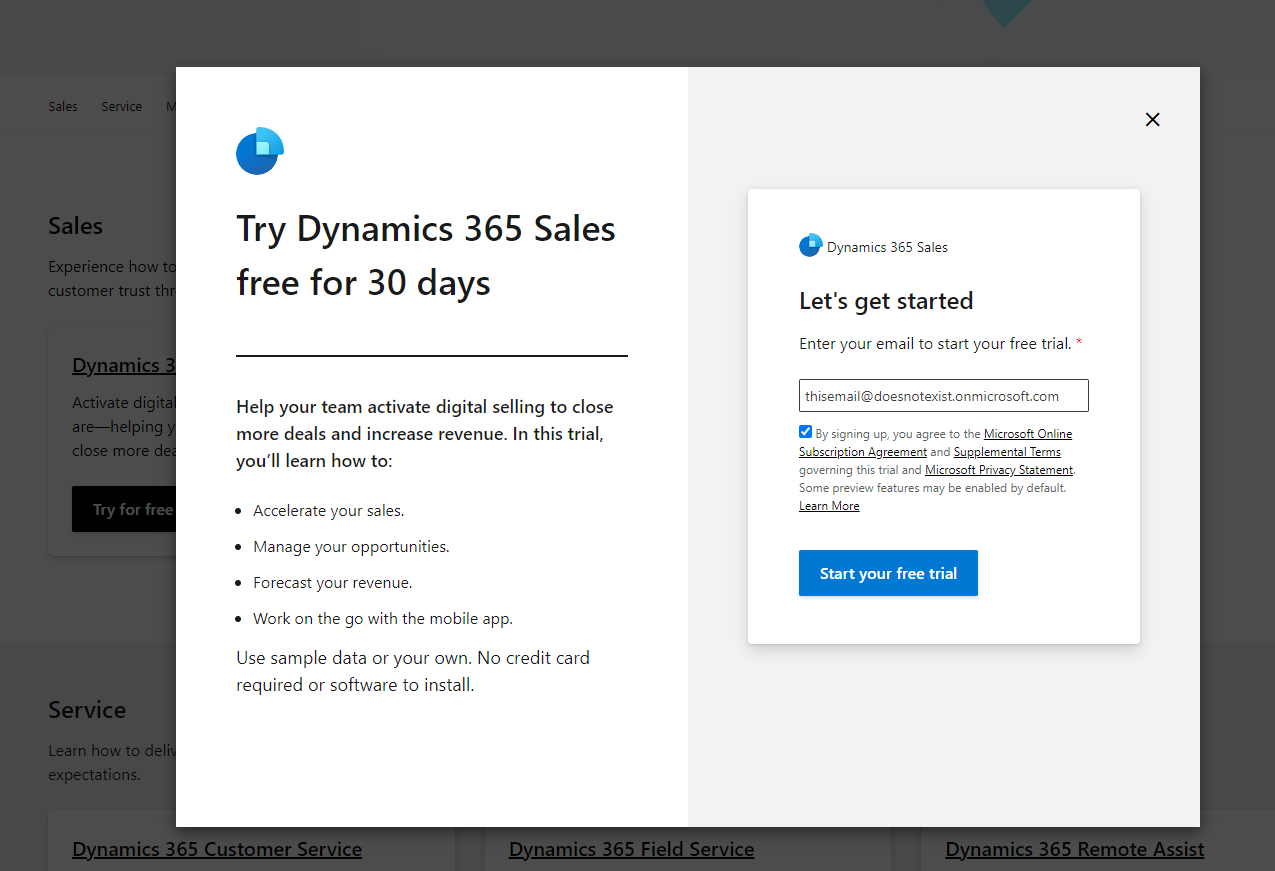 Sales Service M
Sales
Experience how to
customer trust thr
Dynamics 3
Activate digital
are—helping y
close more dea
Try for free
Try Dynamics 365 Sales
free for 30 days
Help your team activate digital selling to close
more deals and increase revenue. In this trial,
you’ll learn how to:
Accelerate your sales.
Manage your opportunities.
Forecast your revenue.
Work on the go with the mobile app.
Use sample data or your own. No credit card
required or software to install.
Dynamics 365 Sales
Let's get started
Enter your email to start your free trial. *
thisemail@doesnotexist.onmicrosoft.com
By signing up, you agree to the Microsoft Online
Subscription Agreement and Supplemental Terms
governing this trial and Microsoft Privacy Statement.
Some preview features may be enabled by default.
Learn More
Start your free trial
Service
Learn how to deliv
expectations.
Dynamics 365 Customer Service
Dynamics 365 Field Service
Dynamics 365 Remote Assist